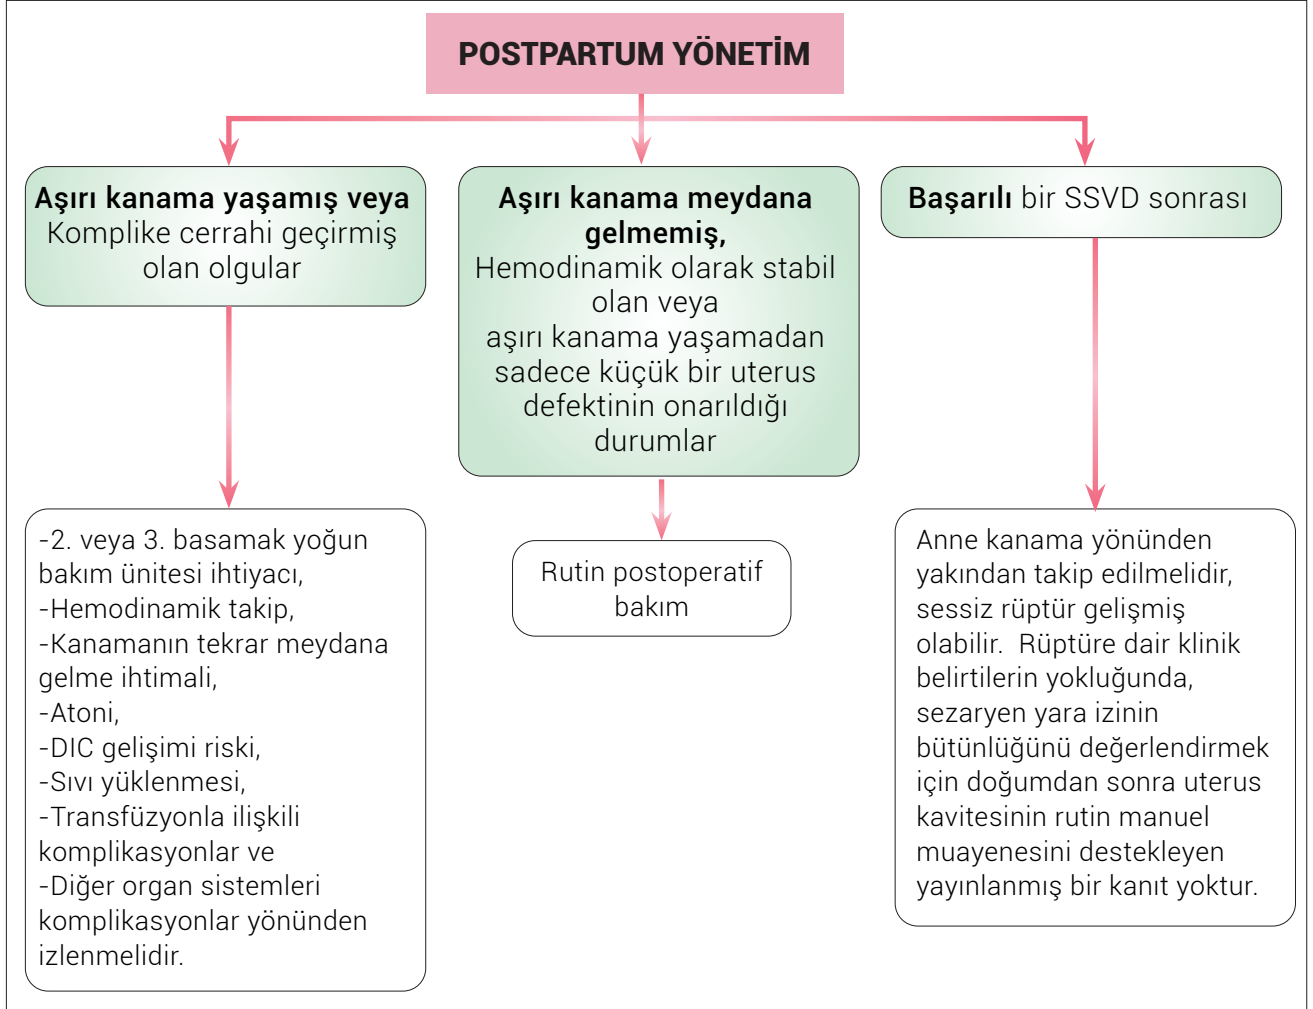 POSTPARTUM YÖNETİM
Aşırı kanama yaşamış veya
Komplike cerrahi geçirmiş
olan olgular
Aşırı kanama meydana
gelmemiş,
Hemodinamik olarak stabil
olan veya
aşırı kanama yaşamadan
sadece küçük bir uterus
defektinin onarıldığı
durumlar
Başarılı bir SSVD sonrası
-2. veya 3. basamak yoğun
bakım ünitesi ihtiyacı,
-Hemodinamik takip,
-Kanamanın tekrar meydana
gelme ihtimali,
-Atoni,
-DIC gelişimi riski,
-Sıvı yüklenmesi,
-Transfüzyonla ilişkili
komplikasyonlar ve
-Diğer organ sistemleri
komplikasyonlar yönünden
izlenmelidir.
Rutin postoperatif
bakım
Anne kanama yönünden
yakından takip edilmelidir,
sessiz rüptür gelişmiş
olabilir.  Rüptüre dair klinik
belirtilerin yokluğunda,
sezaryen yara izinin
bütünlüğünü değerlendirmek
için doğumdan sonra uterus
kavitesinin rutin manuel
muayenesini destekleyen
yayınlanmış bir kanıt yoktur.